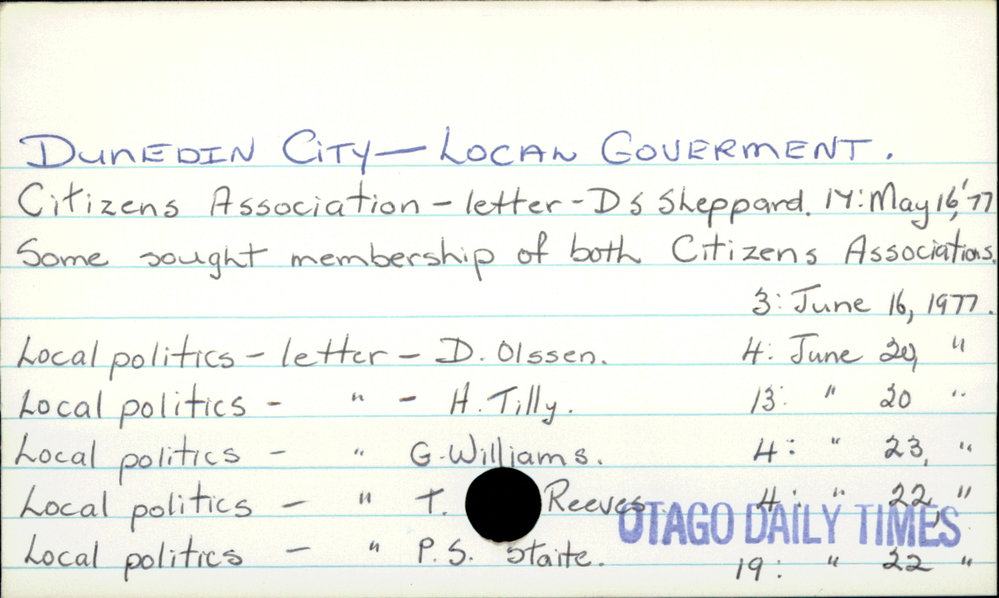 DUNEDIN CITY — LOCAL GOVERMENT.
Citizens Association - letter - D S Sheppard. 14: May 16, '77
Some sought membership of both Citizens Associations.
3: June 16, 1977.
Local politics - letter - D. Olssen. 4: June 20, "
Local politics - " - H. Tilly. 13: " 20 "
Local politics - " G. Williams. 4: " 23, "
Local politics - " T. Reeves. 4: " 22, "
OTAGO DAILY TIMES
Local politics - " P. S. Staite. 19: " 22 "